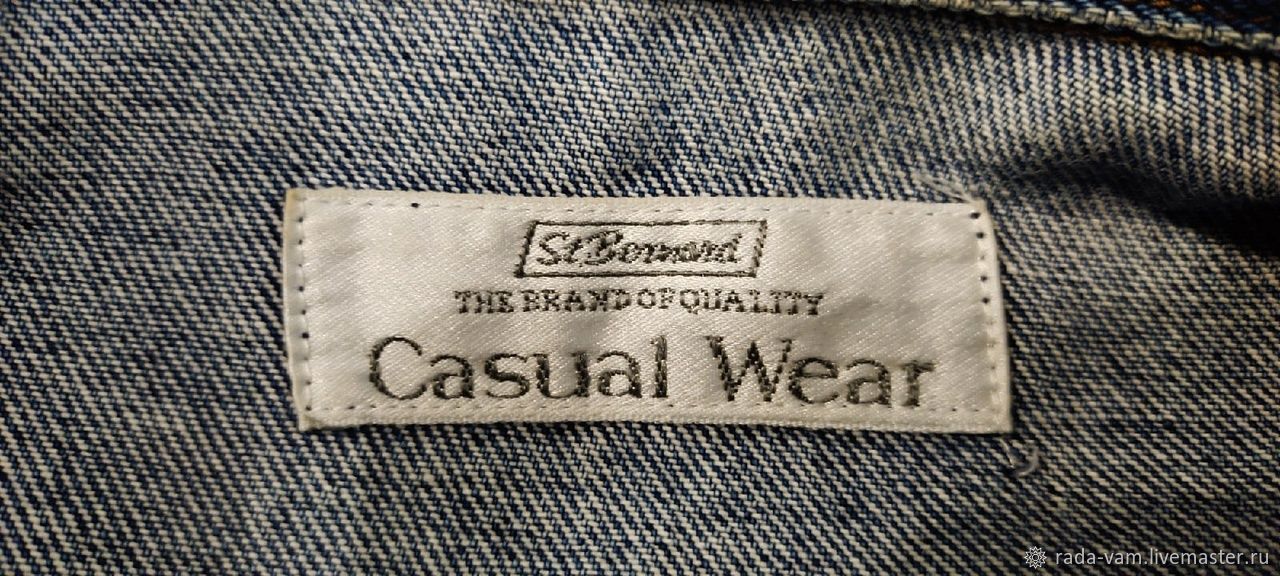 St.Bernard
THE BRAND OF QUALITY
Casual Wear
rada-vam.livemaster.ru